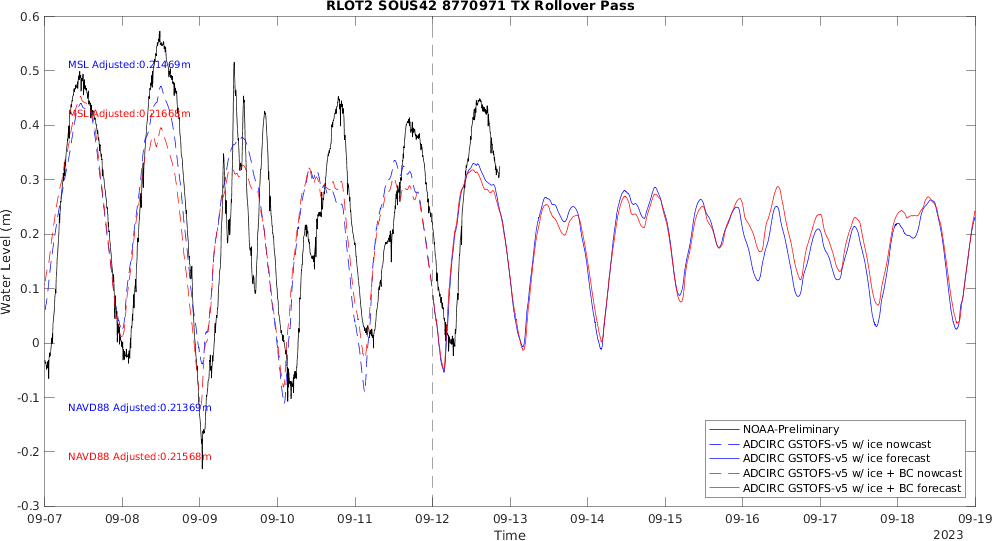 RLOT2 SOUS42 8770971 TX Rollover Pass
0.6
0.5
0.4
0.3
0.2
0.1
0
-0.1
-0.2
-0.3
Water Level (m)
MSL Adjusted:0.21469m
MSL Adjusted:0.21668m
NAVD88 Adjusted:0.21369m
NAVD88 Adjusted:0.21568m
NOAA-Preliminary
ADCIRC GSTOFS-v5 w/ ice nowcast
ADCIRC GSTOFS-v5 w/ ice forecast
ADCIRC GSTOFS-v5 w/ ice + BC nowcast
ADCIRC GSTOFS-v5 w/ ice + BC forecast
09-07 09-08 09-09 09-10 09-11 09-12 09-13 09-14 09-15 09-16 09-17 09-18 09-19
Time
2023